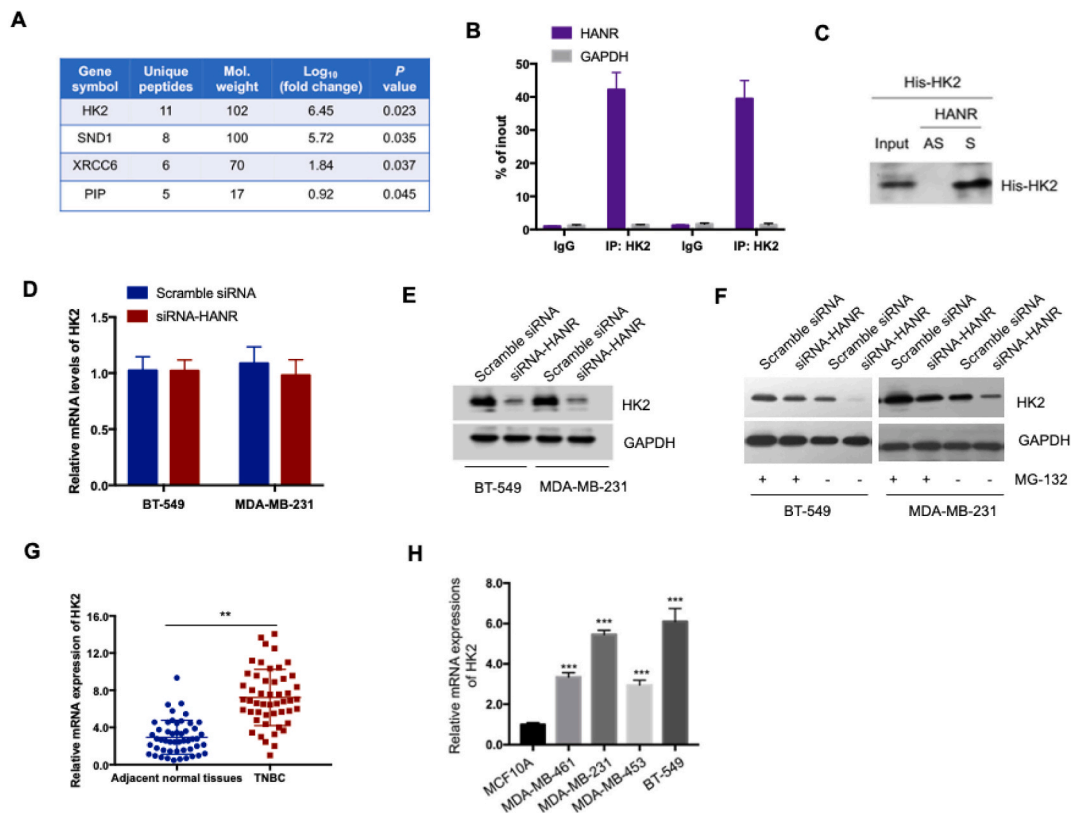 A
Gene symbol Unique peptides Mol. weight Log10 (fold change) P value
HK2 11 102 6.45 0.023
SND1 8 100 5.72 0.035
XRCC6 6 70 1.84 0.037
PIP 5 17 0.92 0.045
B
HANR
GAPDH
% of inout
50
40
30
20
10
0
IgG IP: HK2 IgG IP: HK2
C
His-HK2
HANR
Input AS S
His-HK2
D
Scramble siRNA
siRNA-HANR
Relative mRNA levels of HK2
1.5
1.0
0.5
0.0
BT-549 MDA-MB-231
E
Scramble siRNA
siRNA-HANR
Scramble siRNA
siRNA-HANR
HK2
GAPDH
BT-549 MDA-MB-231
F
Scramble siRNA
siRNA-HANR
Scramble siRNA
siRNA-HANR
Scramble siRNA
siRNA-HANR
Scramble siRNA
siRNA-HANR
HK2
GAPDH
+ + - - + + - - MG-132
BT-549 MDA-MB-231
G
Relative mRNA expression of HK2
16.0
12.0
8.0
4.0
0.0
**
Adjacent normal tissues TNBC
H
Relative mRNA expressions
of HK2
8.0
6.0
4.0
2.0
0.0
*** *** *** ***
MCF10A
MDA-MB-461
MDA-MB-231
MDA-MB-453
BT-549